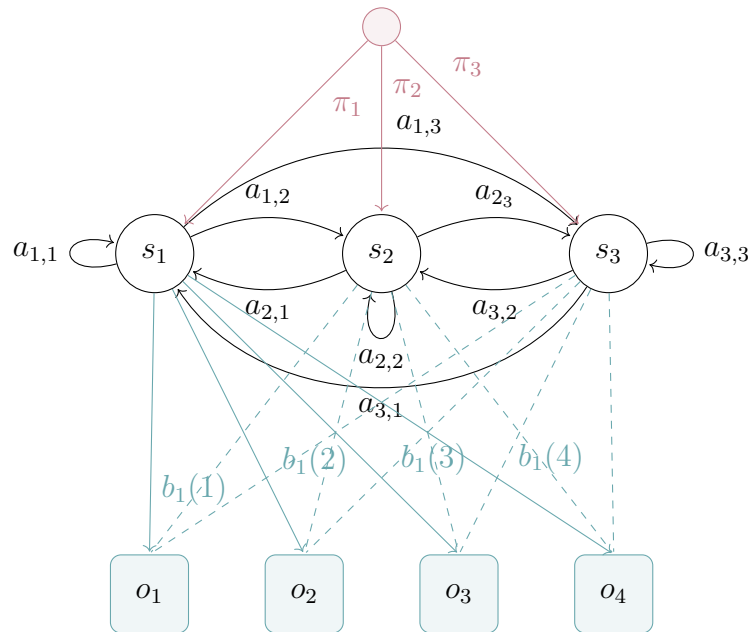 π₃
π₂
π₁
a₁,₃
a₁,₂
a₂₃
a₁,₁
s₁
s₂
s₃
a₃,₃
a₂,₁
a₃,₂
a₂,₂
a₃,₁
b₁(1)
b₁(2)
b₁(3)
b₁(4)
o₁
o₂
o₃
o₄